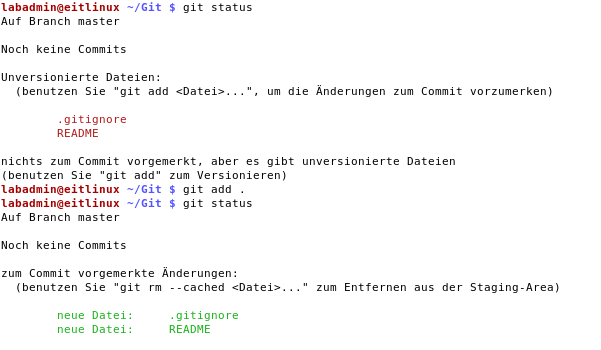 labadmin@eitlinux ~/Git $ git status
Auf Branch master
Noch keine Commits
Unversionierte Dateien:
(benutzen Sie "git add <Datei>...", um die Änderungen zum Commit vorzumerken)
.gitignore
README
nichts zum Commit vorgemerkt, aber es gibt unversionierte Dateien
(benutzen Sie "git add" zum Versionieren)
labadmin@eitlinux ~/Git $ git add .
labadmin@eitlinux ~/Git $ git status
Auf Branch master
Noch keine Commits
zum Commit vorgemerkte Änderungen:
(benutzen Sie "git rm --cached <Datei>..." zum Entfernen aus der Staging-Area)
neue Datei:     .gitignore
neue Datei:     README